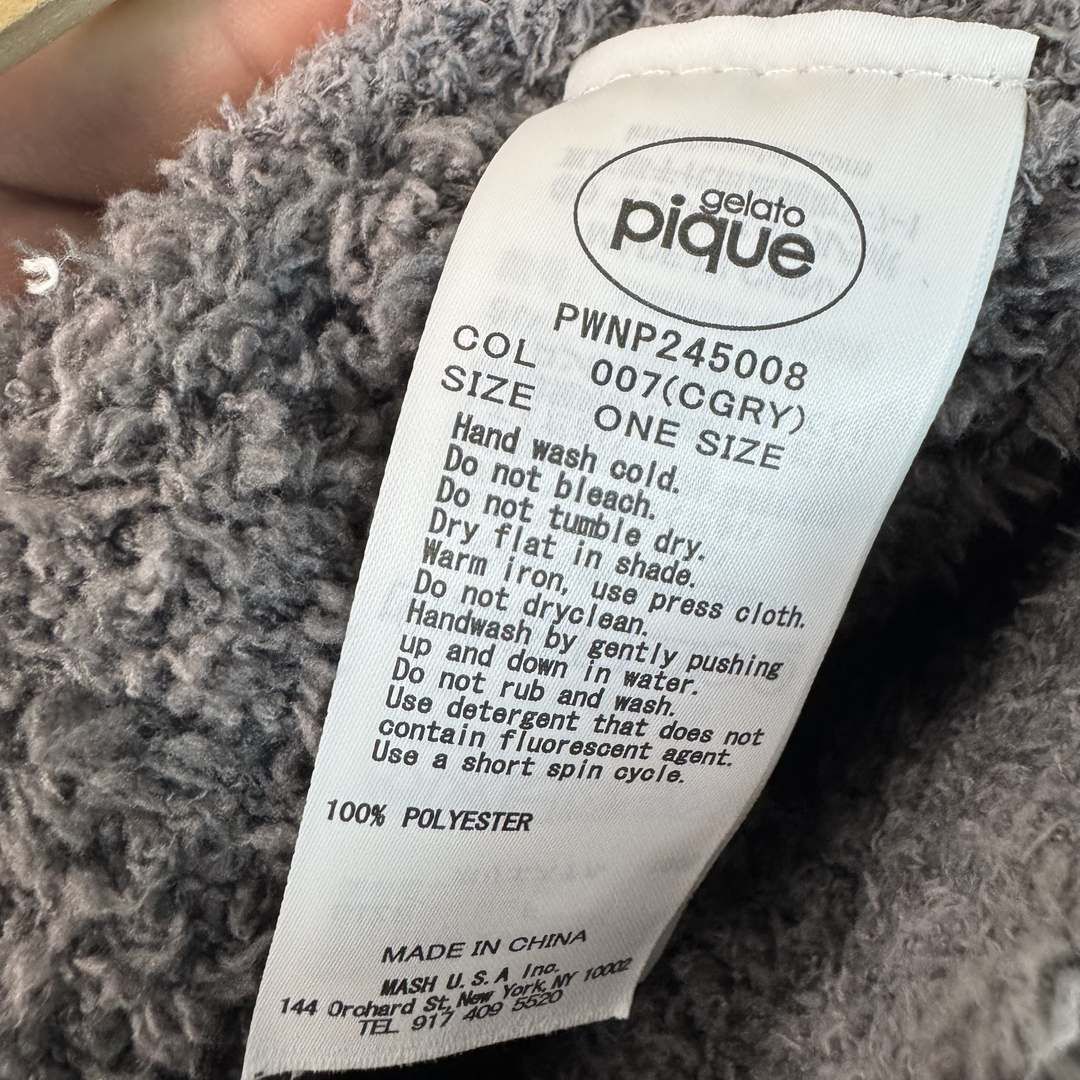 gelato
pique
PWNP245008
COL 007(CGRY)
SIZE ONE SIZE
Hand wash cold.
Do not bleach.
Do not tumble dry.
Dry flat in shade.
Warm iron, use press cloth.
Do not dryclean.
Handwash by gently pushing
up and down in water.
Do not rub and wash.
Use detergent that does not
contain fluorescent agent.
Use a short spin cycle.
100% POLYESTER
MADE IN CHINA
MASH U.S.A Inc.
144 Orchard St, New York, NY 10002
TEL 917 409 5520